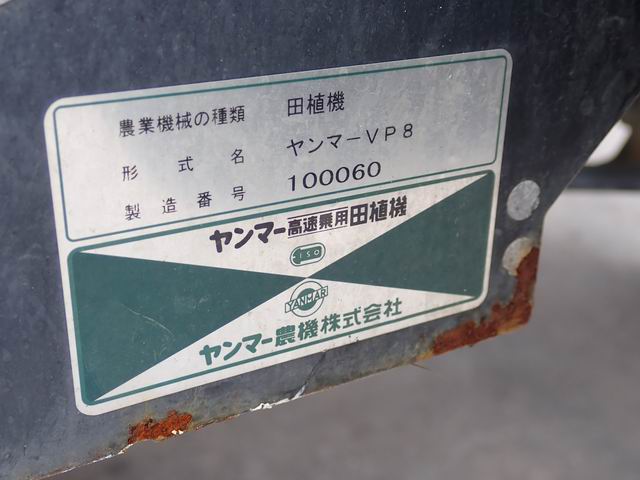 農業機械の種類 田植機
形式名 ヤンマーVP8
製造番号 100060
ヤンマー高速乗用田植機
ISO
YANMAR
ヤンマー農機株式会社